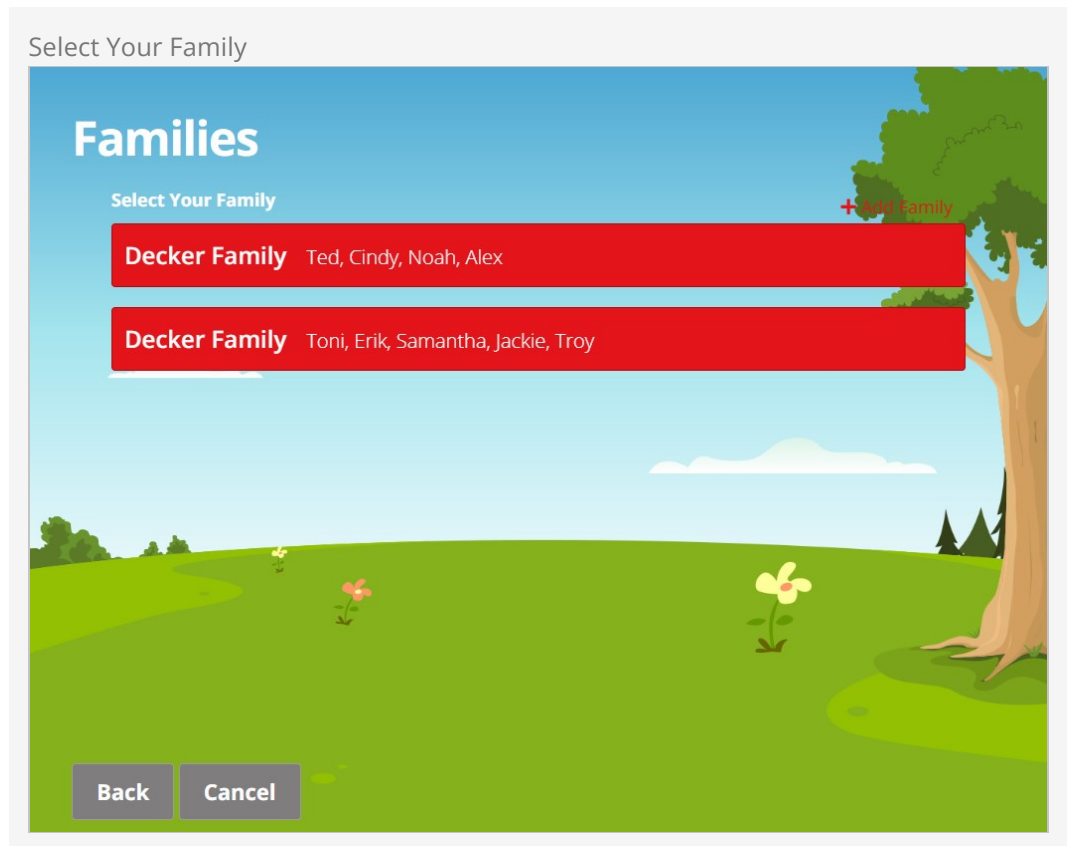 Select Your Family
Families
Select Your Family
+ Add Family
Decker Family Ted, Cindy, Noah, Alex
Decker Family Toni, Erik, Samantha, Jackie, Troy
Back Cancel